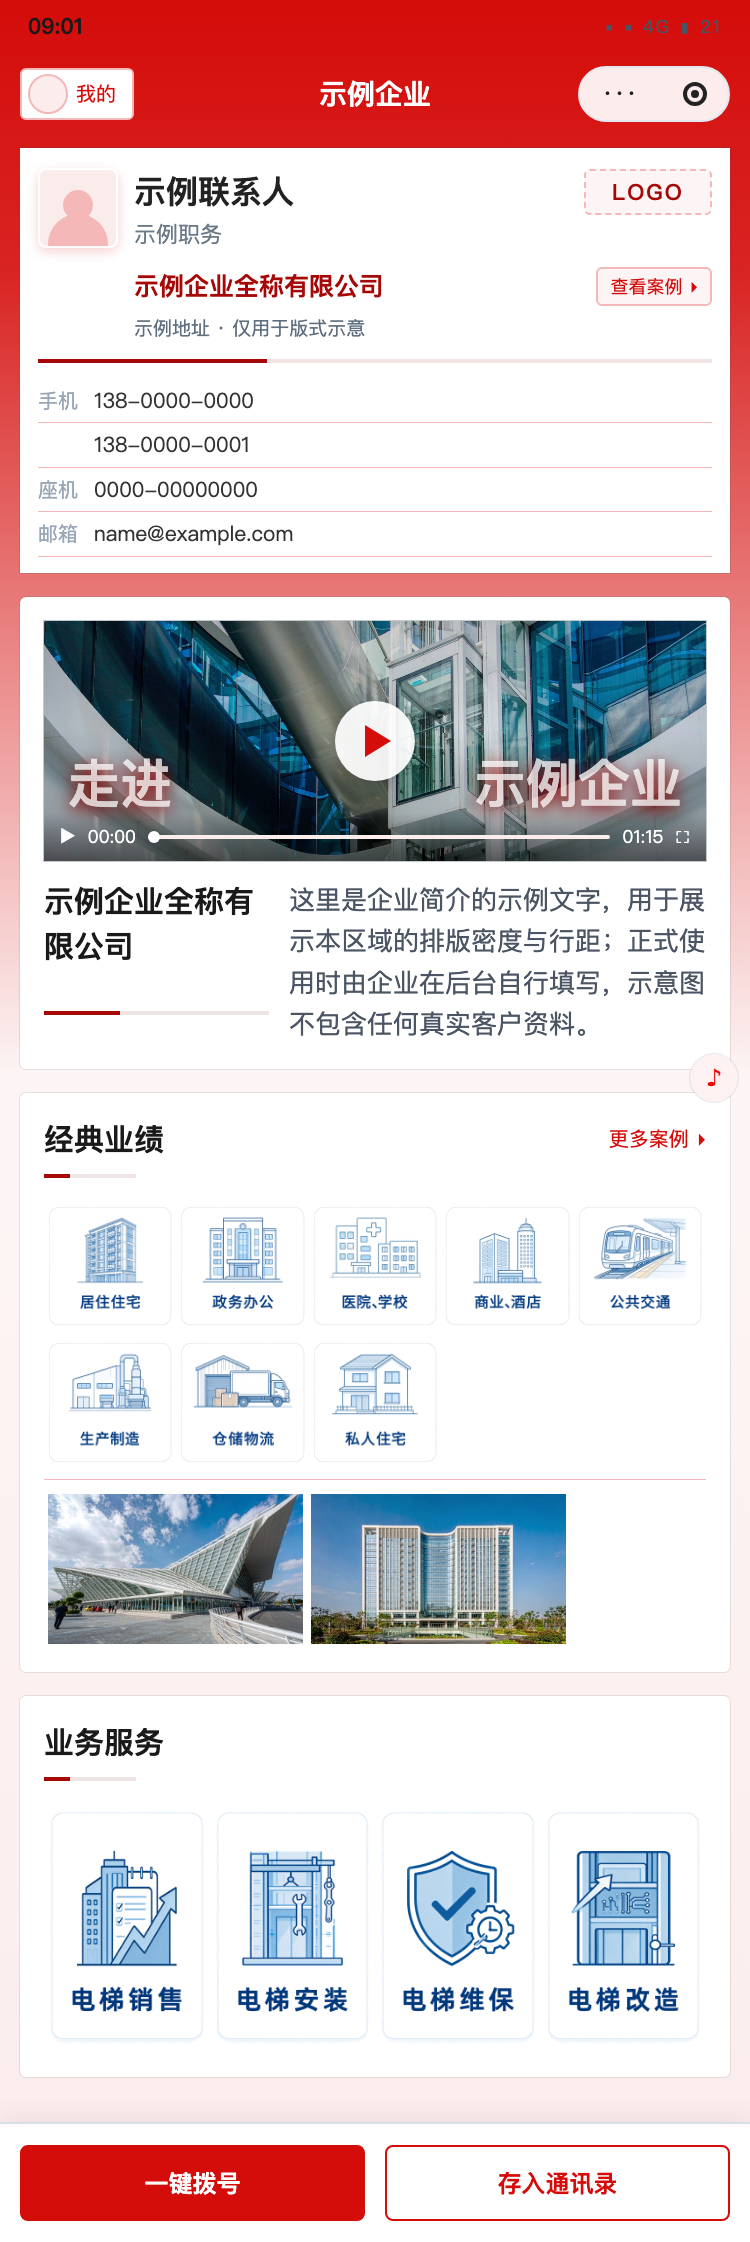 09:01
4G 21
我的
示例企业
示例联系人
LOGO
示例职务
示例企业全称有限公司
查看案例
示例地址 · 仅用于版式示意
手机 138-0000-0000
138-0000-0001
座机 0000-00000000
邮箱 name@example.com
走进 示例企业
00:00 01:15
示例企业全称有
限公司
这里是企业简介的示例文字，用于展
示本区域的排版密度与行距；正式使
用时由企业在后台自行填写，示意图
不包含任何真实客户资料。
经典业绩
更多案例
居住住宅 政务办公 医院、学校 商业、酒店 公共交通
生产制造 仓储物流 私人住宅
业务服务
电梯销售 电梯安装 电梯维保 电梯改造
一键拨号 存入通讯录